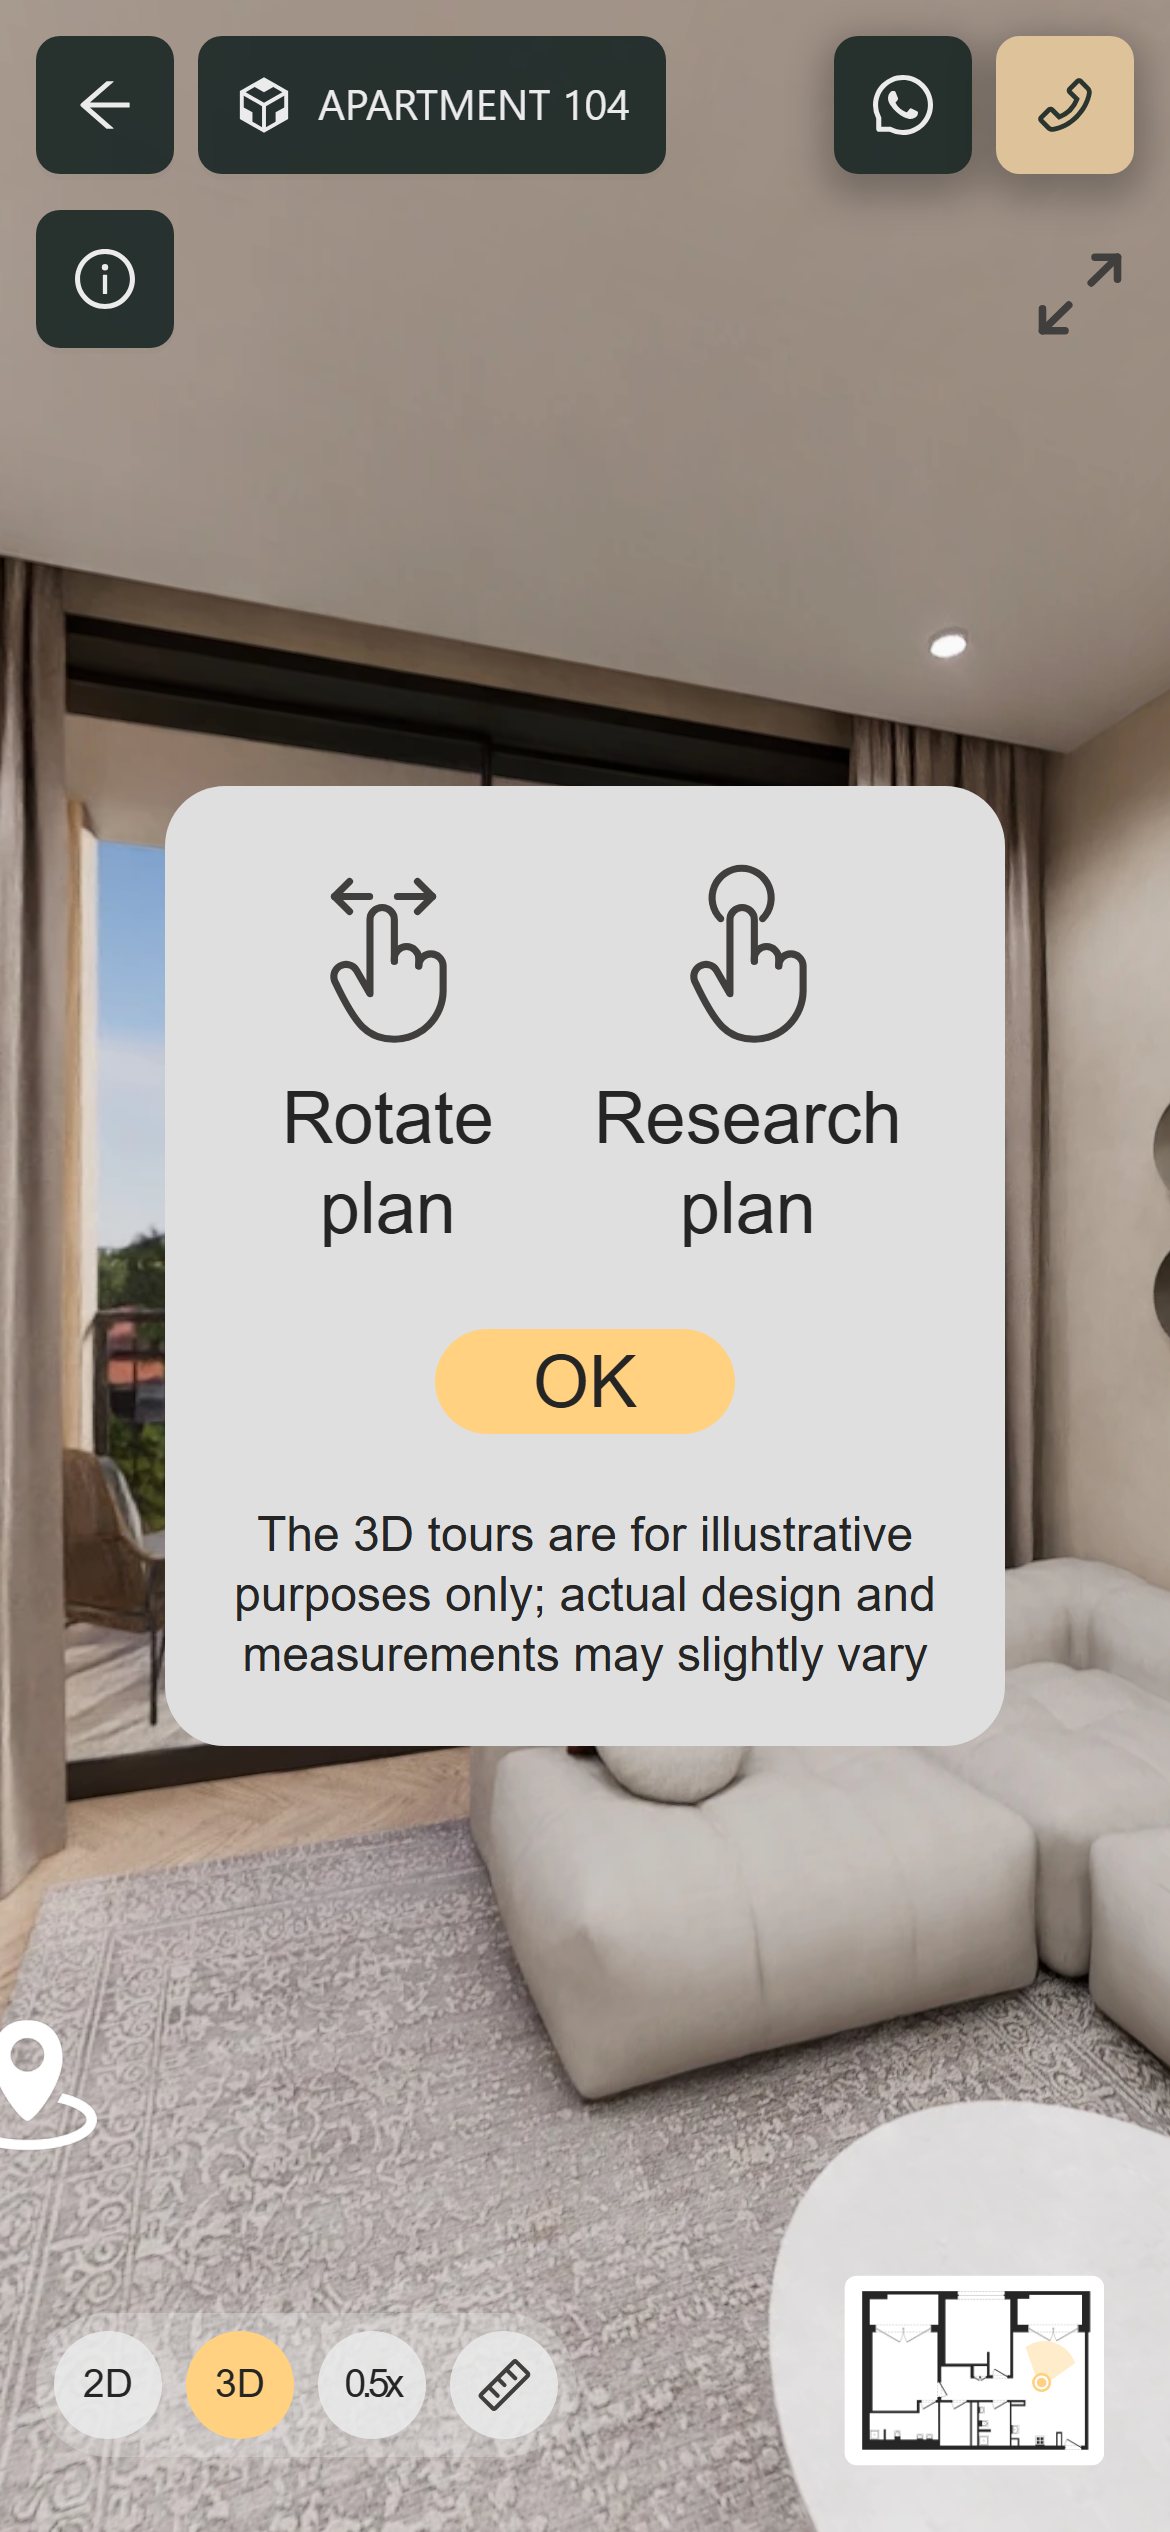 APARTMENT 104
Rotate
plan
Research
plan
OK
The 3D tours are for illustrative
purposes only; actual design and
measurements may slightly vary
2D
3D
0.5x